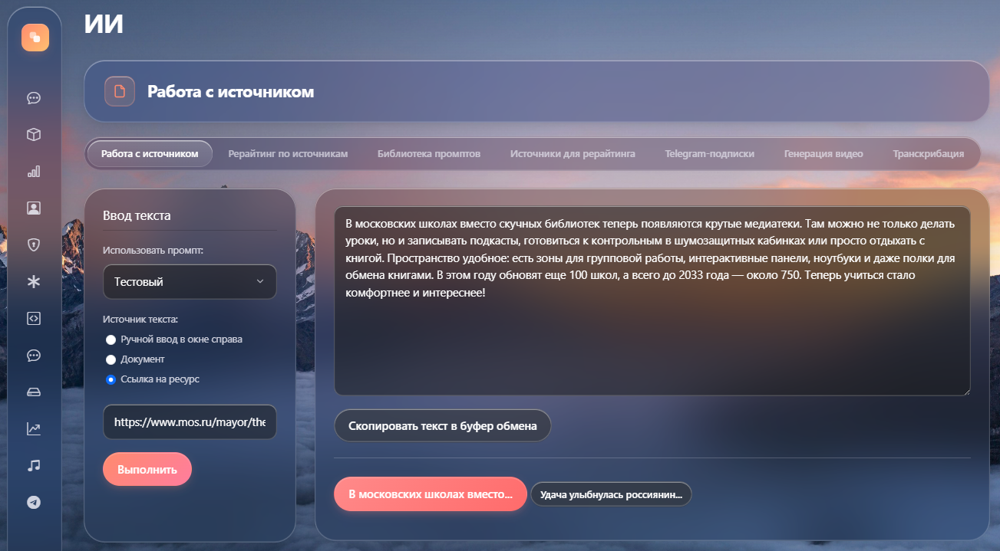 ИИ
Работа с источником
Работа с источником
Рерайтинг по источникам
Библиотека промптов
Источники для рерайтинга
Telegram-подписки
Генерация видео
Транскрибация
Ввод текста
Использовать промпт:
Тестовый
Источник текста:
Ручной ввод в окне справа
Документ
Ссылка на ресурс
https://www.mos.ru/mayor/the
Выполнить
В московских школах вместо скучных библиотек теперь появляются крутые медиатеки. Там можно не только делать
уроки, но и записывать подкасты, готовиться к контрольным в шумозащитных кабинках или просто отдыхать с
книгой. Пространство удобное: есть зоны для групповой работы, интерактивные панели, ноутбуки и даже полки для
обмена книгами. В этом году обновят еще 100 школ, а всего до 2033 года — около 750. Теперь учиться стало
комфортнее и интереснее!
Скопировать текст в буфер обмена
В московских школах вместо...
Удача улыбнулась россиянин...